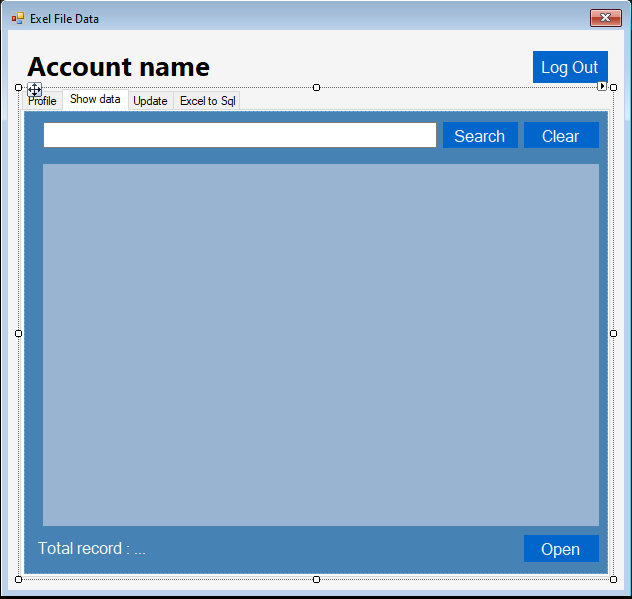 Exel File Data
Account name
Log Out
Profile Show data Update Excel to Sql
Search Clear
Total record : ...
Open